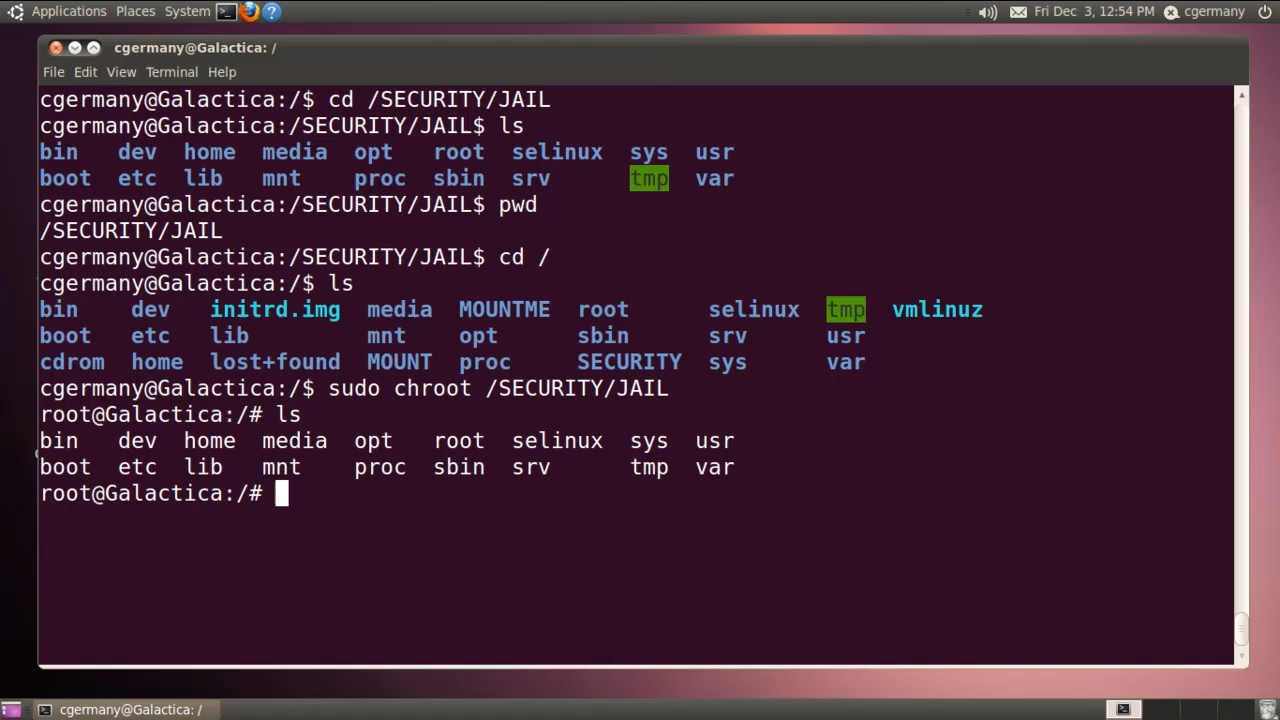 Applications Places System Fri Dec 3, 12:54 PM cgermany
cgermany@Galactica: /
File Edit View Terminal Help
cgermany@Galactica:/$ cd /SECURITY/JAIL
cgermany@Galactica:/SECURITY/JAIL$ ls
bin dev home media opt root selinux sys usr
boot etc lib mnt proc sbin srv tmp var
cgermany@Galactica:/SECURITY/JAIL$ pwd
/SECURITY/JAIL
cgermany@Galactica:/SECURITY/JAIL$ cd /
cgermany@Galactica:/$ ls
bin dev initrd.img media MOUNTME root selinux tmp vmlinuz
boot etc lib mnt opt sbin srv usr
cdrom home lost+found MOUNT proc SECURITY sys var
cgermany@Galactica:/$ sudo chroot /SECURITY/JAIL
root@Galactica:/# ls
bin dev home media opt root selinux sys usr
boot etc lib mnt proc sbin srv tmp var
root@Galactica:/#
cgermany@Galactica: /